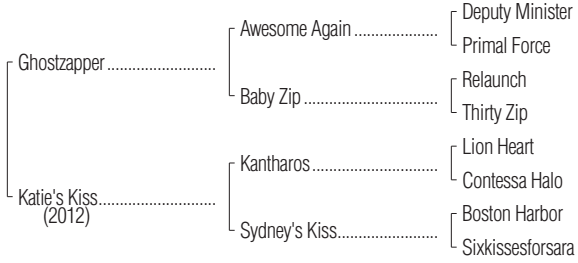 Deputy Minister
Awesome Again
Primal Force
Ghostzapper
Relaunch
Baby Zip
Thirty Zip
Lion Heart
Kantharos
Contessa Halo
Katie's Kiss
(2012)
Boston Harbor
Sydney's Kiss
Sixkissesforsara